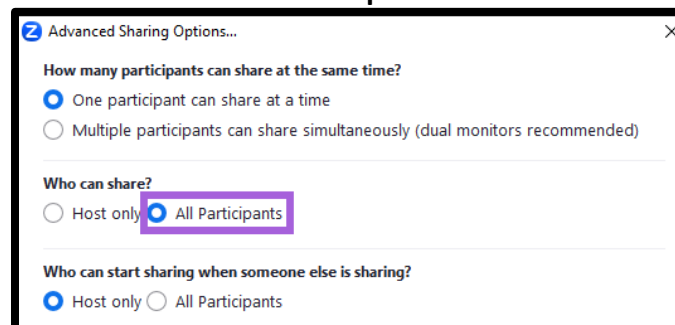 Advanced Sharing Options...
How many participants can share at the same time?
One participant can share at a time
Multiple participants can share simultaneously (dual monitors recommended)
Who can share?
Host only All Participants
Who can start sharing when someone else is sharing?
Host only All Participants